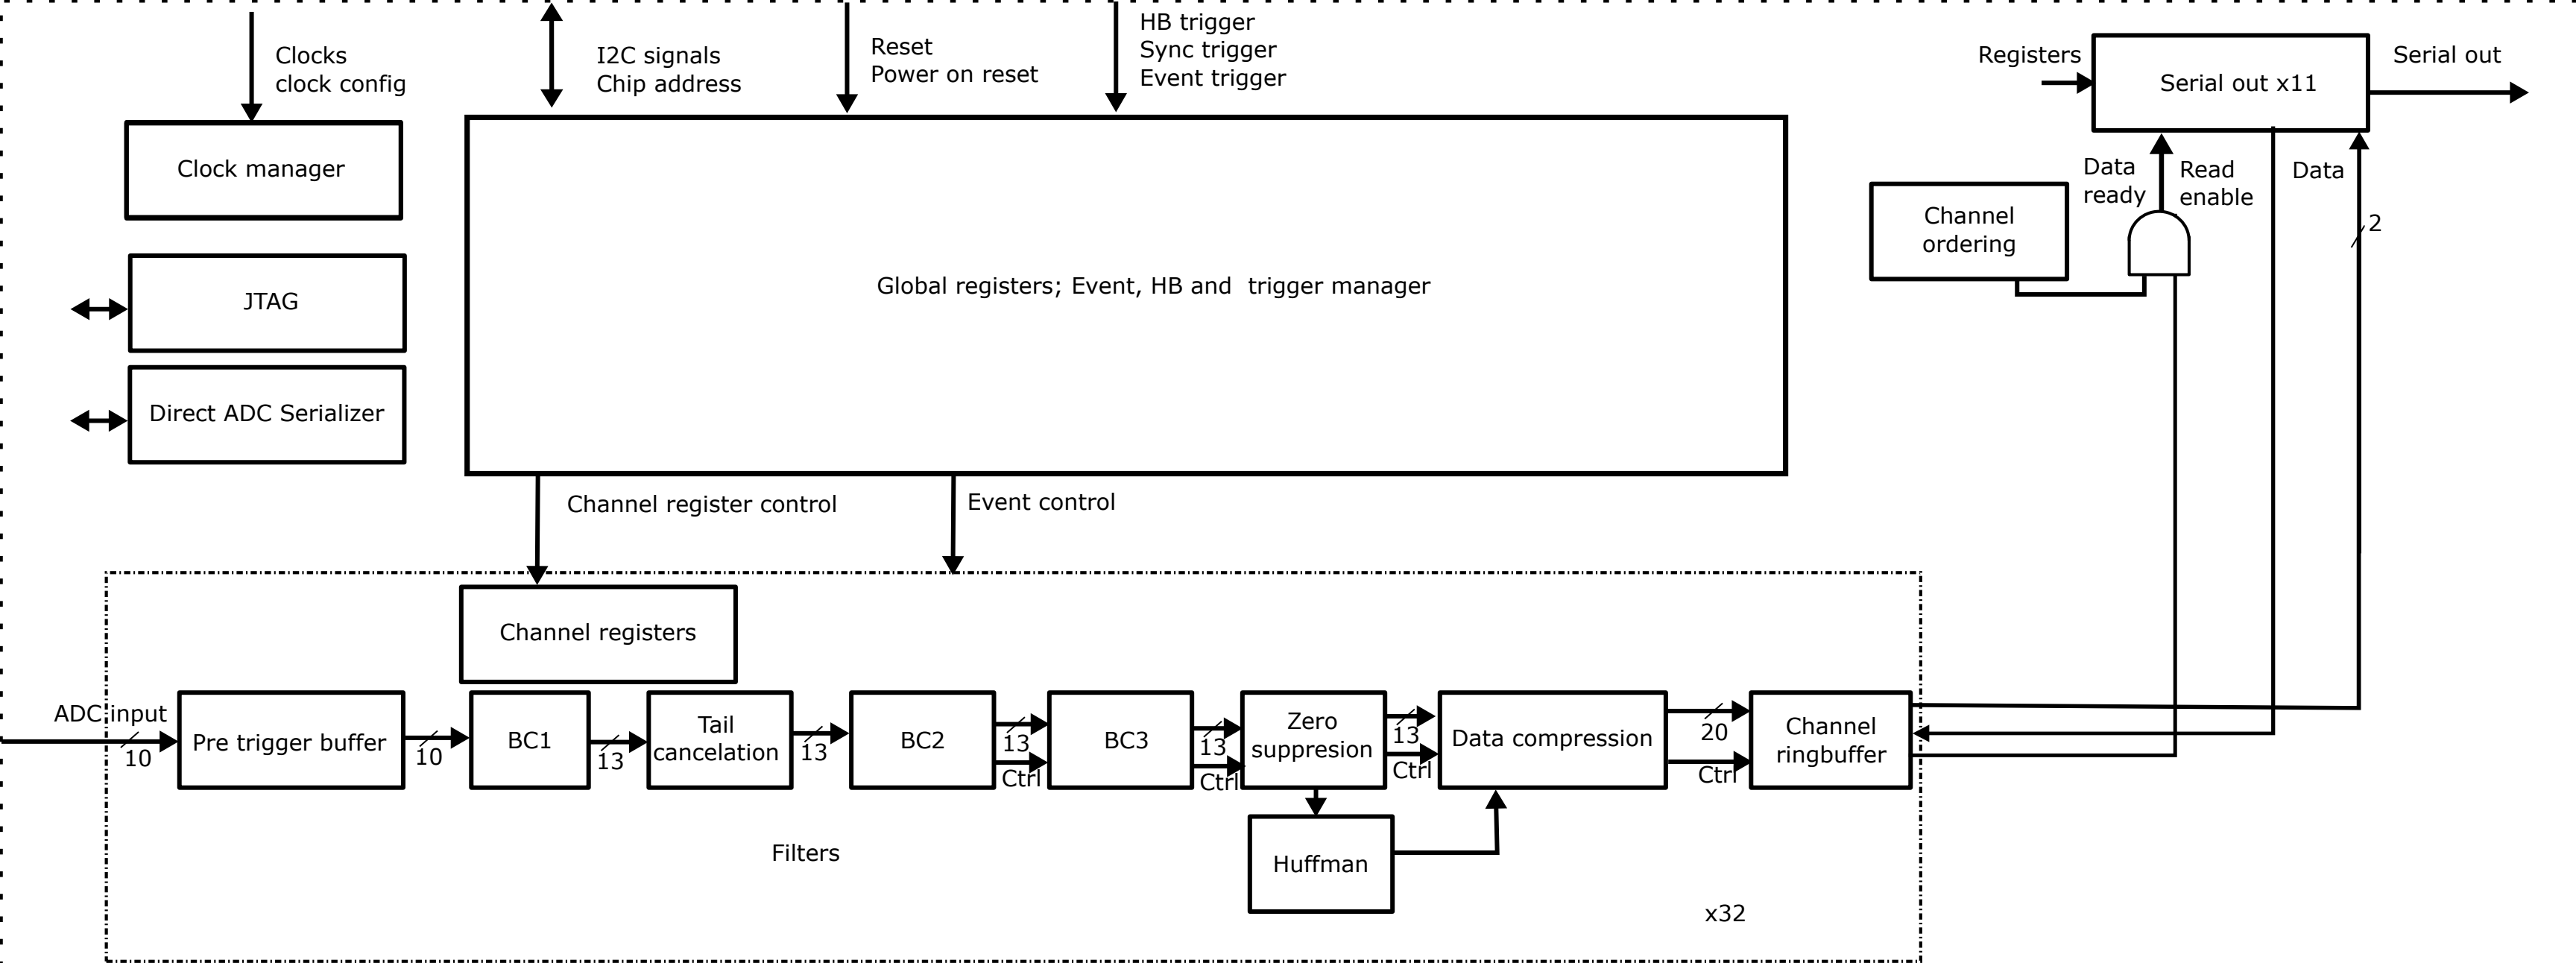 Clocks
clock config
I2C signals
Chip address
Reset
Power on reset
HB trigger
Sync trigger
Event trigger
Registers
Serial out x11
Serial out
Clock manager
Data
ready
Read
enable
Data
2
Channel
ordering
JTAG
Global registers; Event, HB and  trigger manager
Direct ADC Serializer
Channel register control
Event control
Channel registers
ADC input
10
Pre trigger buffer
10
BC1
13
Tail
cancelation
13
BC2
13
Ctrl
BC3
13
Ctrl
Zero
suppresion
13
Ctrl
Data compression
20
Ctrl
Channel
ringbuffer
Filters
Huffman
x32